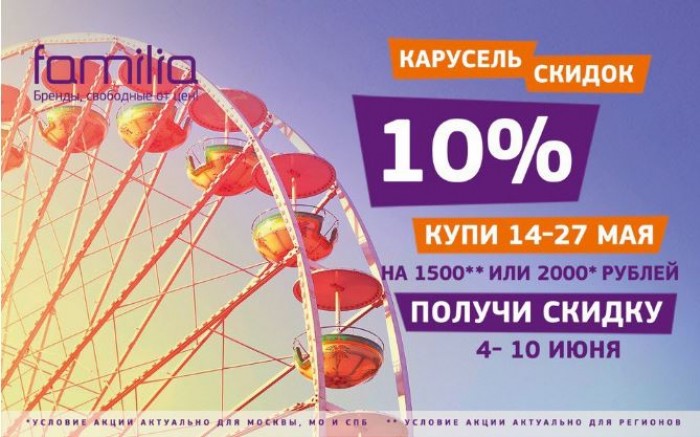 familia
Бренды, свободные от цен!
КАРУСЕЛЬ
СКИДОК
10%
КУПИ 14-27 МАЯ
НА 1500** ИЛИ 2000* РУБЛЕЙ
ПОЛУЧИ СКИДКУ
4- 10 ИЮНЯ
*УСЛОВИЕ АКЦИИ АКТУАЛЬНО ДЛЯ МОСКВЫ, МО И СПБ ** УСЛОВИЕ АКЦИИ АКТУАЛЬНО ДЛЯ РЕГИОНОВ